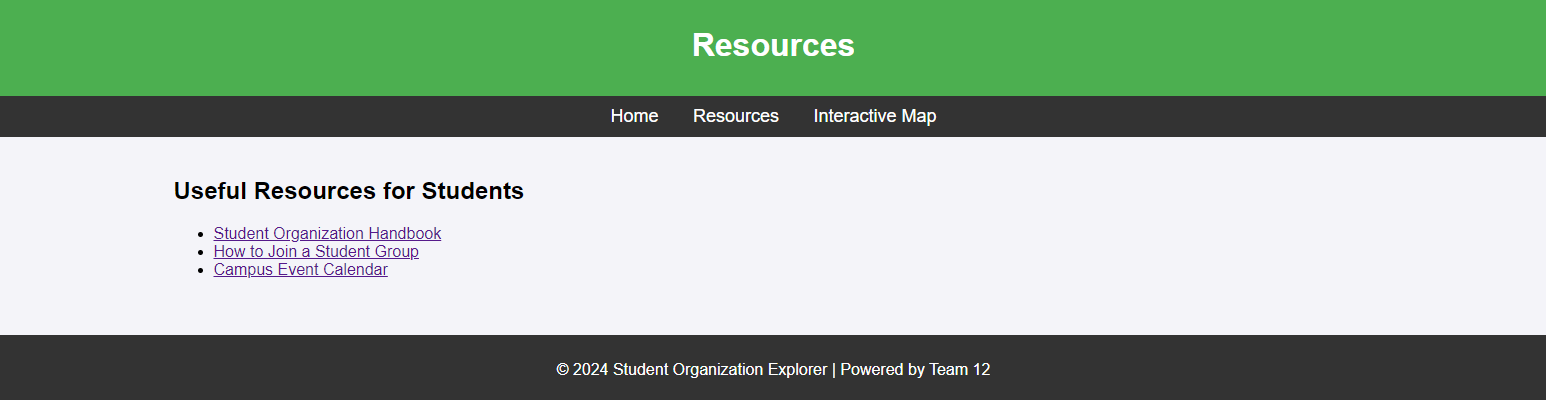 Resources
Home Resources Interactive Map
Useful Resources for Students
Student Organization Handbook
How to Join a Student Group
Campus Event Calendar
© 2024 Student Organization Explorer | Powered by Team 12